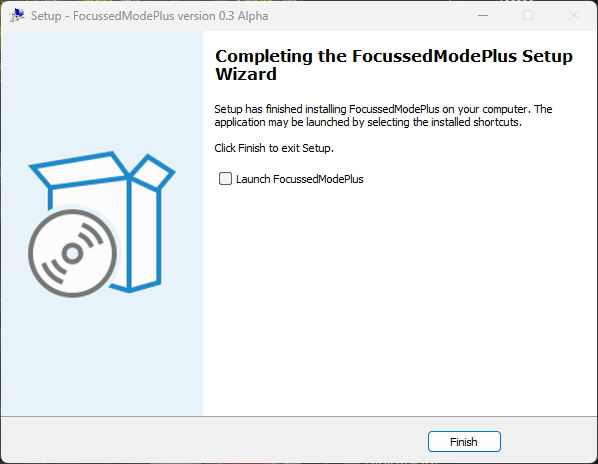 Setup - FocussedModePlus version 0.3 Alpha
Completing the FocussedModePlus Setup
Wizard
Setup has finished installing FocussedModePlus on your computer. The
application may be launched by selecting the installed shortcuts.
Click Finish to exit Setup.
Launch FocussedModePlus
Finish